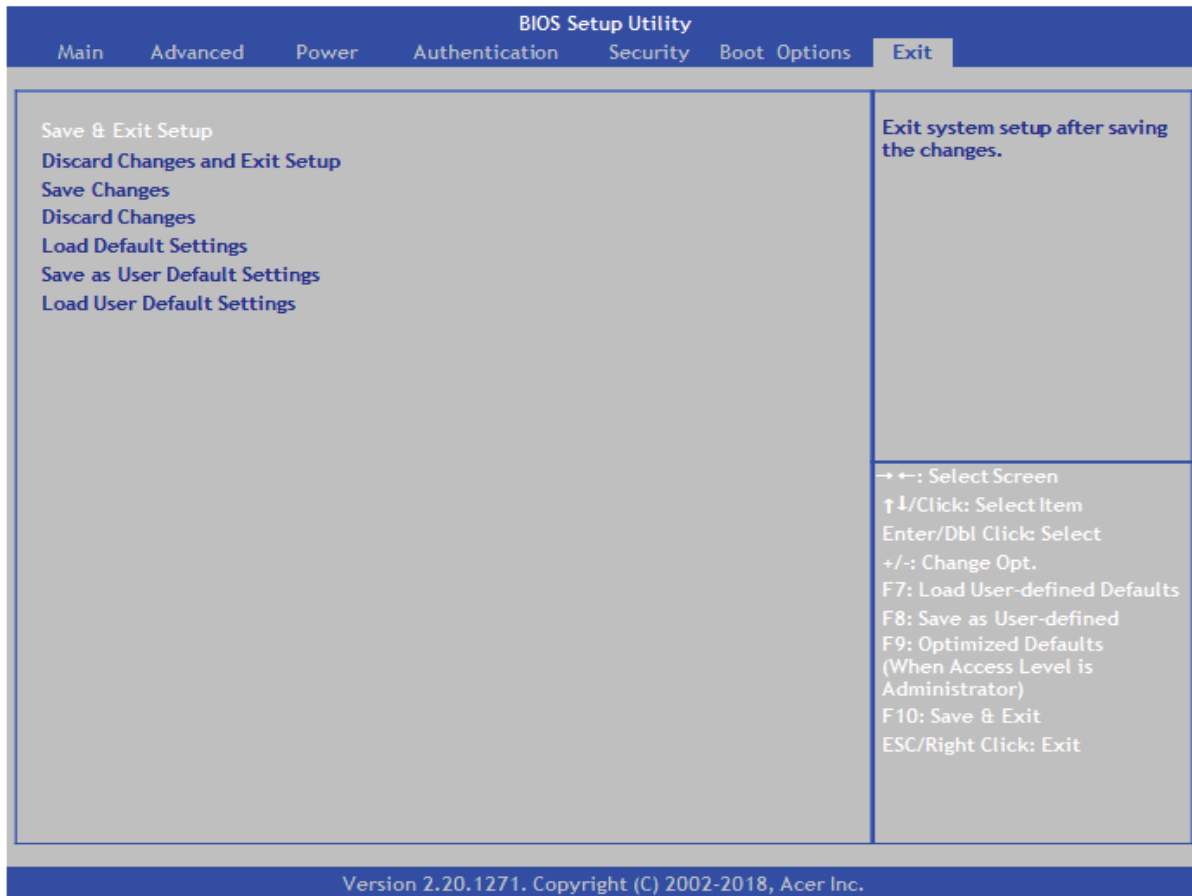 BIOS Setup Utility
Main Advanced Power Authentication Security Boot Options Exit
Save & Exit Setup
Discard Changes and Exit Setup
Save Changes
Discard Changes
Load Default Settings
Save as User Default Settings
Load User Default Settings
Exit system setup after saving
the changes.
→←: Select Screen
↑↓/Click: Select Item
Enter/Dbl Click: Select
+/-: Change Opt.
F7: Load User-defined Defaults
F8: Save as User-defined
F9: Optimized Defaults
(When Access Level is
Administrator)
F10: Save & Exit
ESC/Right Click: Exit
Version 2.20.1271. Copyright (C) 2002-2018, Acer Inc.